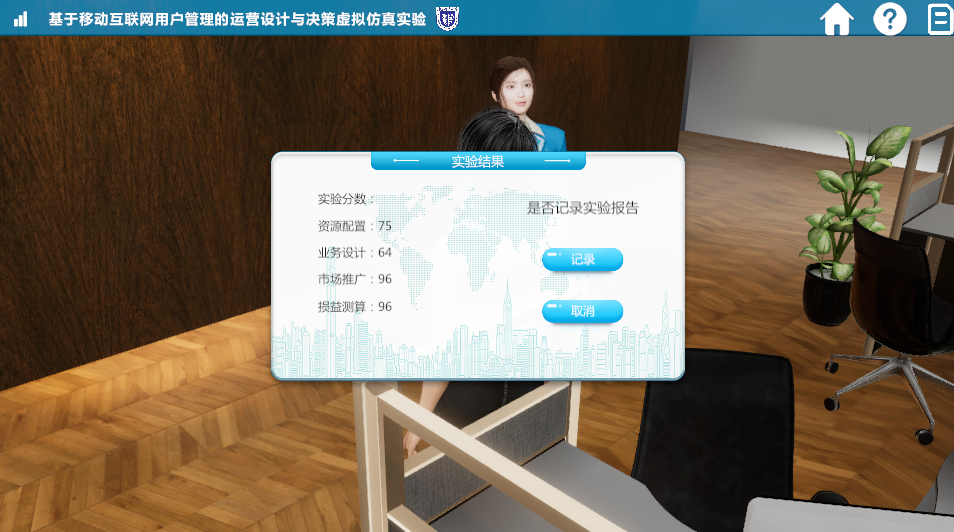 基于移动互联网用户管理的运营设计与决策虚拟仿真实验
实验结果
实验分数：
资源配置：75
业务设计：64
市场推广：96
损益测算：96
是否记录实验报告
记录
取消